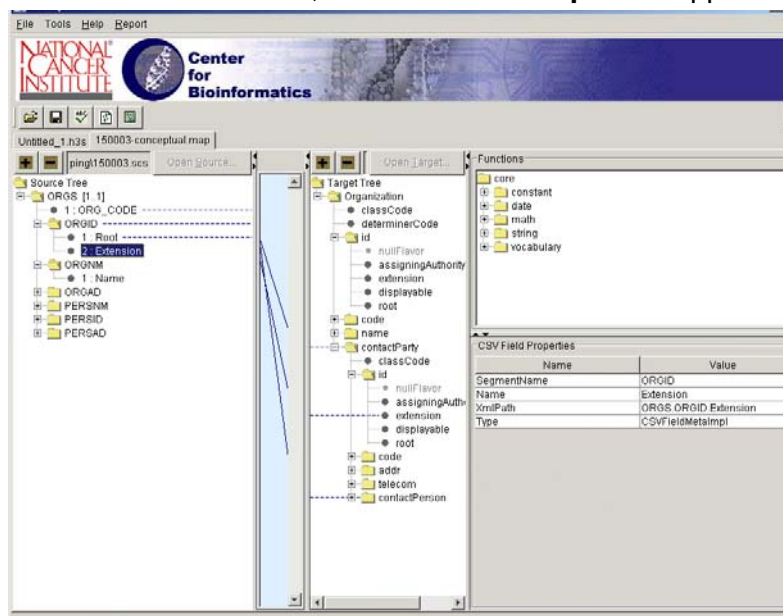 File Tools Help Report
NATIONAL
CANCER
INSTITUTE
Center
for
Bioinformatics
Untitled_1.h3s 150003-conceptual map
ping\150003.scs Open Source...
Source Tree
ORGS [1..1]
1 : ORG_CODE
ORGID
1 : Root
2 : Extension
ORGNM
1 : Name
ORGAD
PERSNM
PERSID
PERSAD
Open Target...
Target Tree
Organization
classCode
determinerCode
id
nullFlavor
assigningAuthority
extension
displayable
root
code
name
contactParty
classCode
id
nullFlavor
assigningAuth
extension
displayable
root
code
addr
telecom
contactPerson
Functions
core
constant
date
math
string
vocabulary
CSV Field Properties
Name Value
SegmentName ORGID
Name Extension
XmlPath ORGS.ORGID.Extension
Type CSVFieldMetaImpl